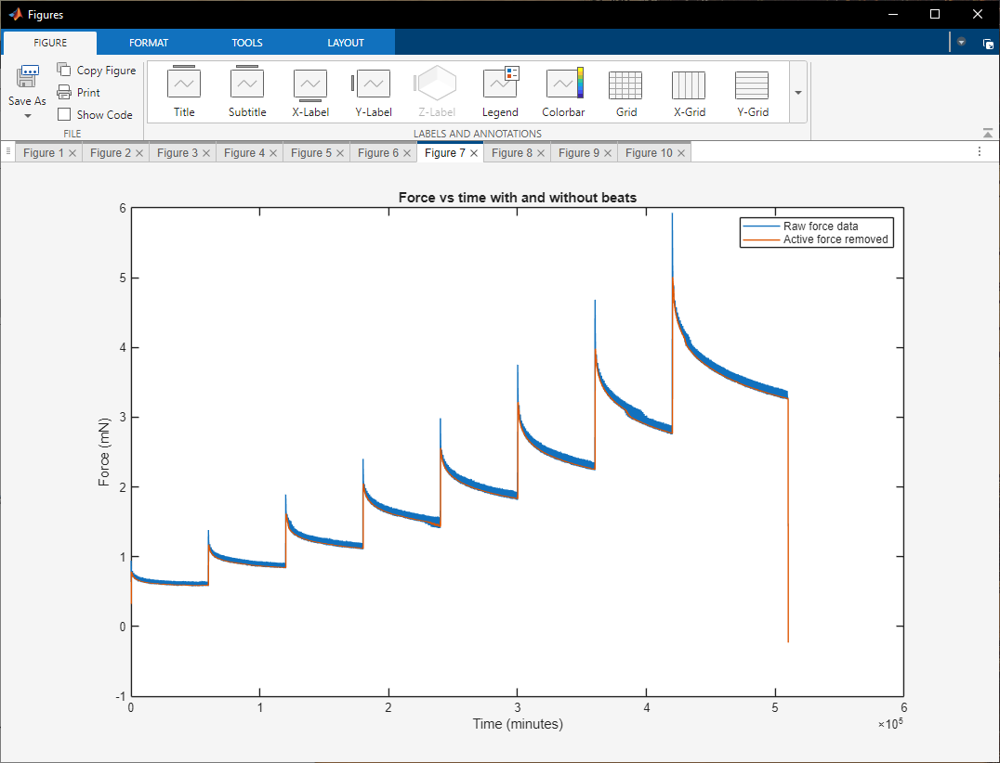 Figures
FIGURE FORMAT TOOLS LAYOUT
Save As
Copy Figure
Print
Show Code
FILE
Title Subtitle X-Label Y-Label Z-Label Legend Colorbar Grid X-Grid Y-Grid
LABELS AND ANNOTATIONS
Figure 1 Figure 2 Figure 3 Figure 4 Figure 5 Figure 6 Figure 7 Figure 8 Figure 9 Figure 10
Force vs time with and without beats
Raw force data
Active force removed
Force (mN)
6
5
4
3
2
1
0
-1
0 1 2 3 4 5 6
Time (minutes)
×10⁵